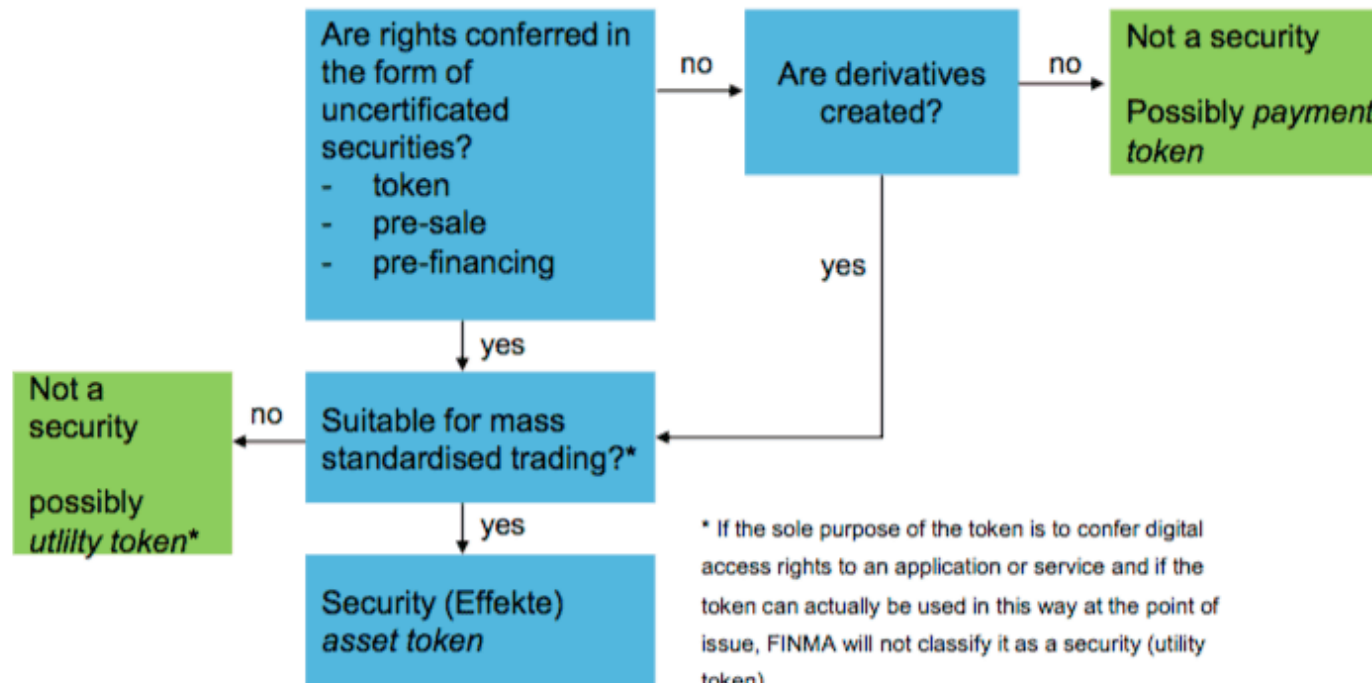 Are rights conferred in
the form of
uncertificated
securities?
- token
- pre-sale
- pre-financing
no
Are derivatives
created?
no
Not a security
Possibly payment
token
yes
yes
Not a
security
possibly
utlilty token*
no
Suitable for mass
standardised trading?*
yes
Security (Effekte)
asset token
* If the sole purpose of the token is to confer digital
access rights to an application or service and if the
token can actually be used in this way at the point of
issue, FINMA will not classify it as a security (utility
token)